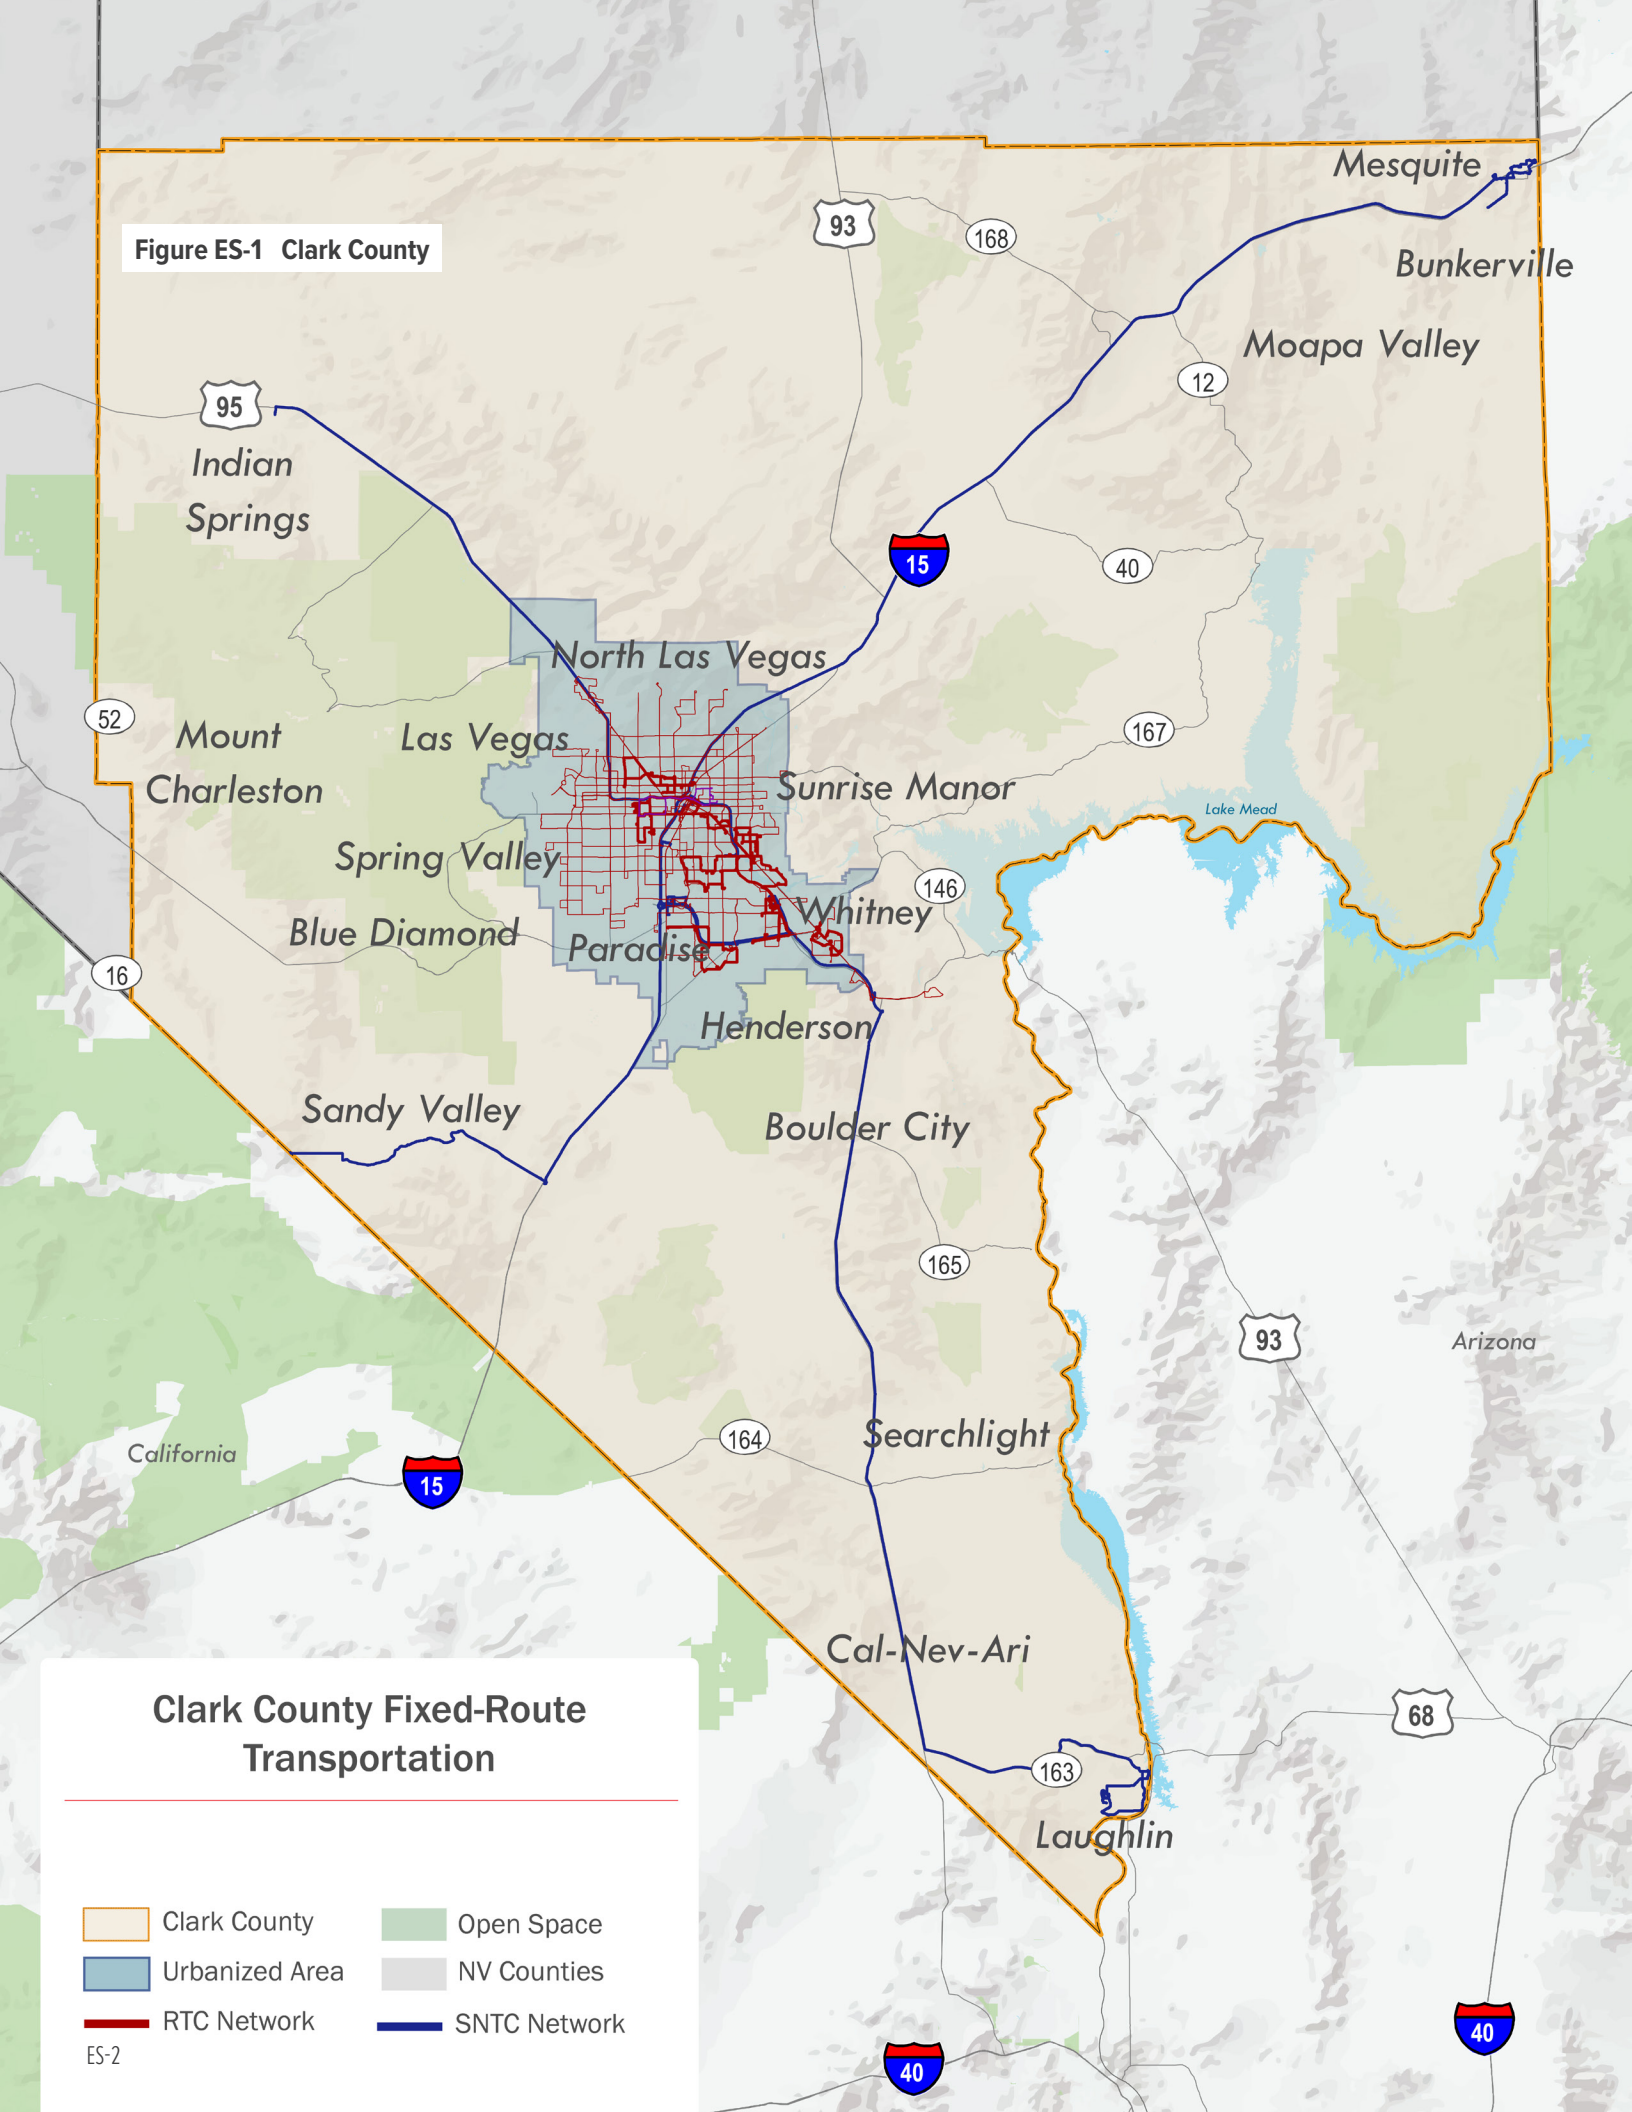 Mesquite
93
168
Figure ES-1 Clark County
Bunkerville
Moapa Valley
12
95
Indian
Springs
15
40
North Las Vegas
52
Mount
Charleston
Las Vegas
167
Sunrise Manor
Lake Mead
Spring Valley
146
Whitney
Blue Diamond
Paradise
16
Henderson
Sandy Valley
Boulder City
165
93
Arizona
164
Searchlight
California
15
Cal-Nev-Ari
68
163
Laughlin
Clark County Fixed-Route
Transportation
Clark County
Open Space
Urbanized Area
NV Counties
RTC Network
SNTC Network
ES-2
40
40